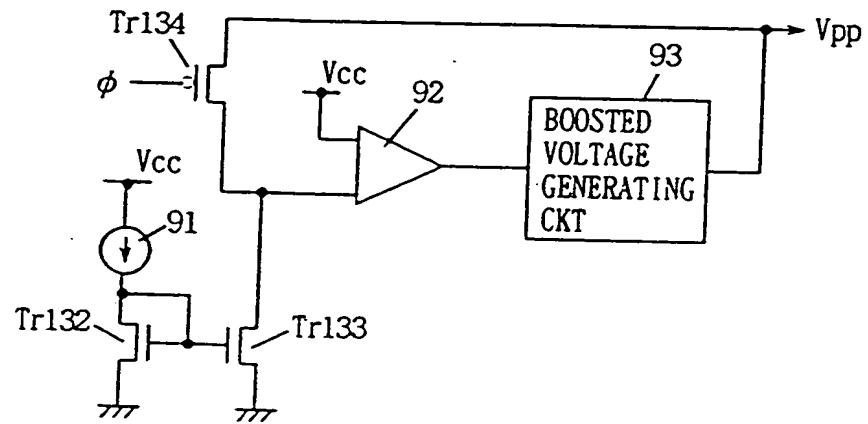 Tr134
Vpp
φ
Vcc
92
93
BOOSTED
VOLTAGE
GENERATING
CKT
Vcc
91
Tr132
Tr133